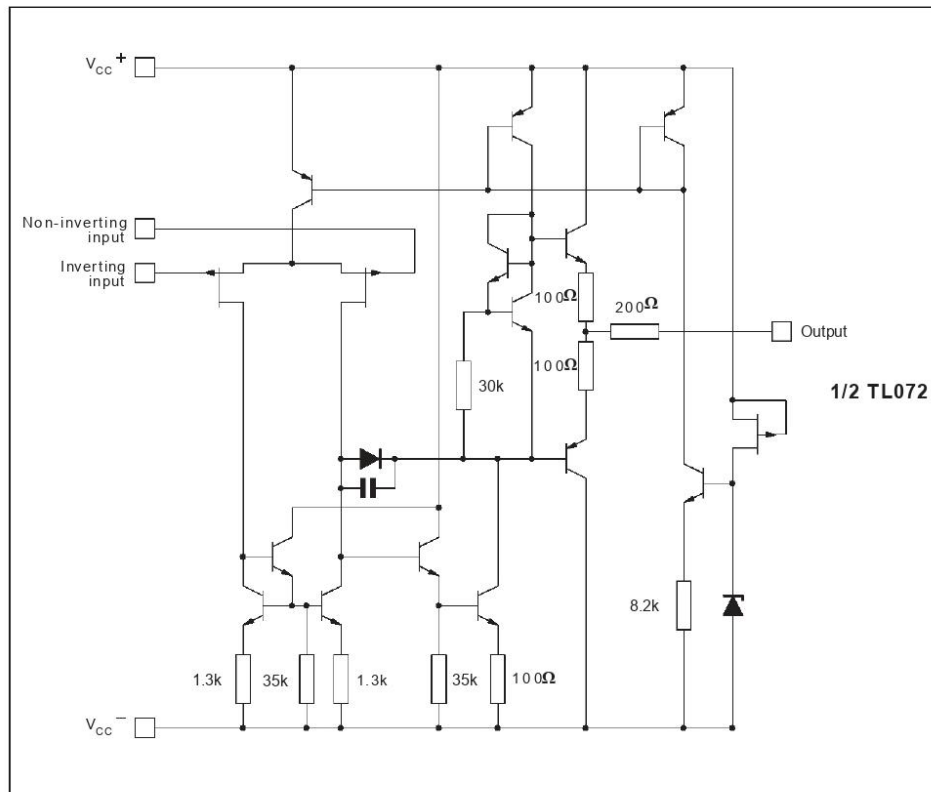 VCC+
Non-inverting
input
Inverting
input
100Ω
200Ω
Output
100Ω
30k
1/2 TL072
8.2k
1.3k
35k
1.3k
35k
100Ω
VCC−